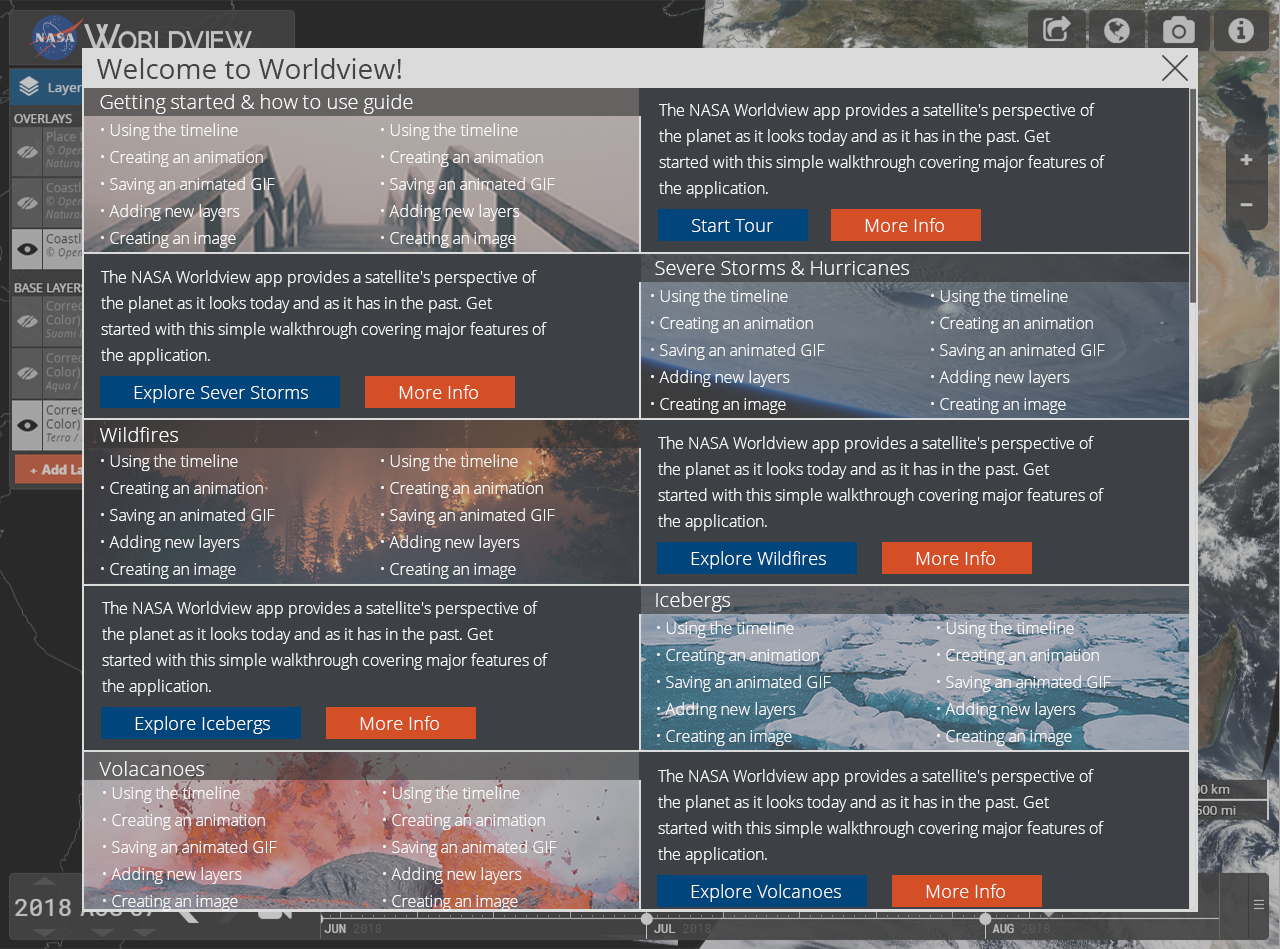 NASA WORLDVIEW
Welcome to Worldview!
Layer
OVERLAYS
Place
© Open
Natura
Coastl
© Open
Natura
Coastl
© Open
BASE LAYERS
Correc
Color)
Suomi
Correc
Color)
Aqua /
Correc
Color)
Terra /
+ Add La
Getting started & how to use guide
• Using the timeline
• Creating an animation
• Saving an animated GIF
• Adding new layers
• Creating an image
• Using the timeline
• Creating an animation
• Saving an animated GIF
• Adding new layers
• Creating an image
The NASA Worldview app provides a satellite's perspective of
the planet as it looks today and as it has in the past. Get
started with this simple walkthrough covering major features of
the application.
Start Tour
More Info
The NASA Worldview app provides a satellite's perspective of
the planet as it looks today and as it has in the past. Get
started with this simple walkthrough covering major features of
the application.
Explore Sever Storms
More Info
Severe Storms & Hurricanes
• Using the timeline
• Creating an animation
• Saving an animated GIF
• Adding new layers
• Creating an image
• Using the timeline
• Creating an animation
• Saving an animated GIF
• Adding new layers
• Creating an image
Wildfires
• Using the timeline
• Creating an animation
• Saving an animated GIF
• Adding new layers
• Creating an image
• Using the timeline
• Creating an animation
• Saving an animated GIF
• Adding new layers
• Creating an image
The NASA Worldview app provides a satellite's perspective of
the planet as it looks today and as it has in the past. Get
started with this simple walkthrough covering major features of
the application.
Explore Wildfires
More Info
The NASA Worldview app provides a satellite's perspective of
the planet as it looks today and as it has in the past. Get
started with this simple walkthrough covering major features of
the application.
Explore Icebergs
More Info
Icebergs
• Using the timeline
• Creating an animation
• Saving an animated GIF
• Adding new layers
• Creating an image
• Using the timeline
• Creating an animation
• Saving an animated GIF
• Adding new layers
• Creating an image
Volacanoes
• Using the timeline
• Creating an animation
• Saving an animated GIF
• Adding new layers
• Creating an image
• Using the timeline
• Creating an animation
• Saving an animated GIF
• Adding new layers
• Creating an image
The NASA Worldview app provides a satellite's perspective of
the planet as it looks today and as it has in the past. Get
started with this simple walkthrough covering major features of
the application.
Explore Volcanoes
More Info
00 km
500 mi
2018 AUG 07
JUN 2018
JUL 2018
AUG 2018